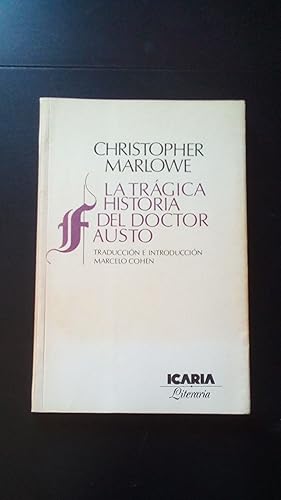 CHRISTOPHER
MARLOWE
LA TRÁGICA
HISTORIA
DEL DOCTOR
FAUSTO
TRADUCCIÓN E INTRODUCCIÓN
MARCELO COHEN
ICARIA
Literaria